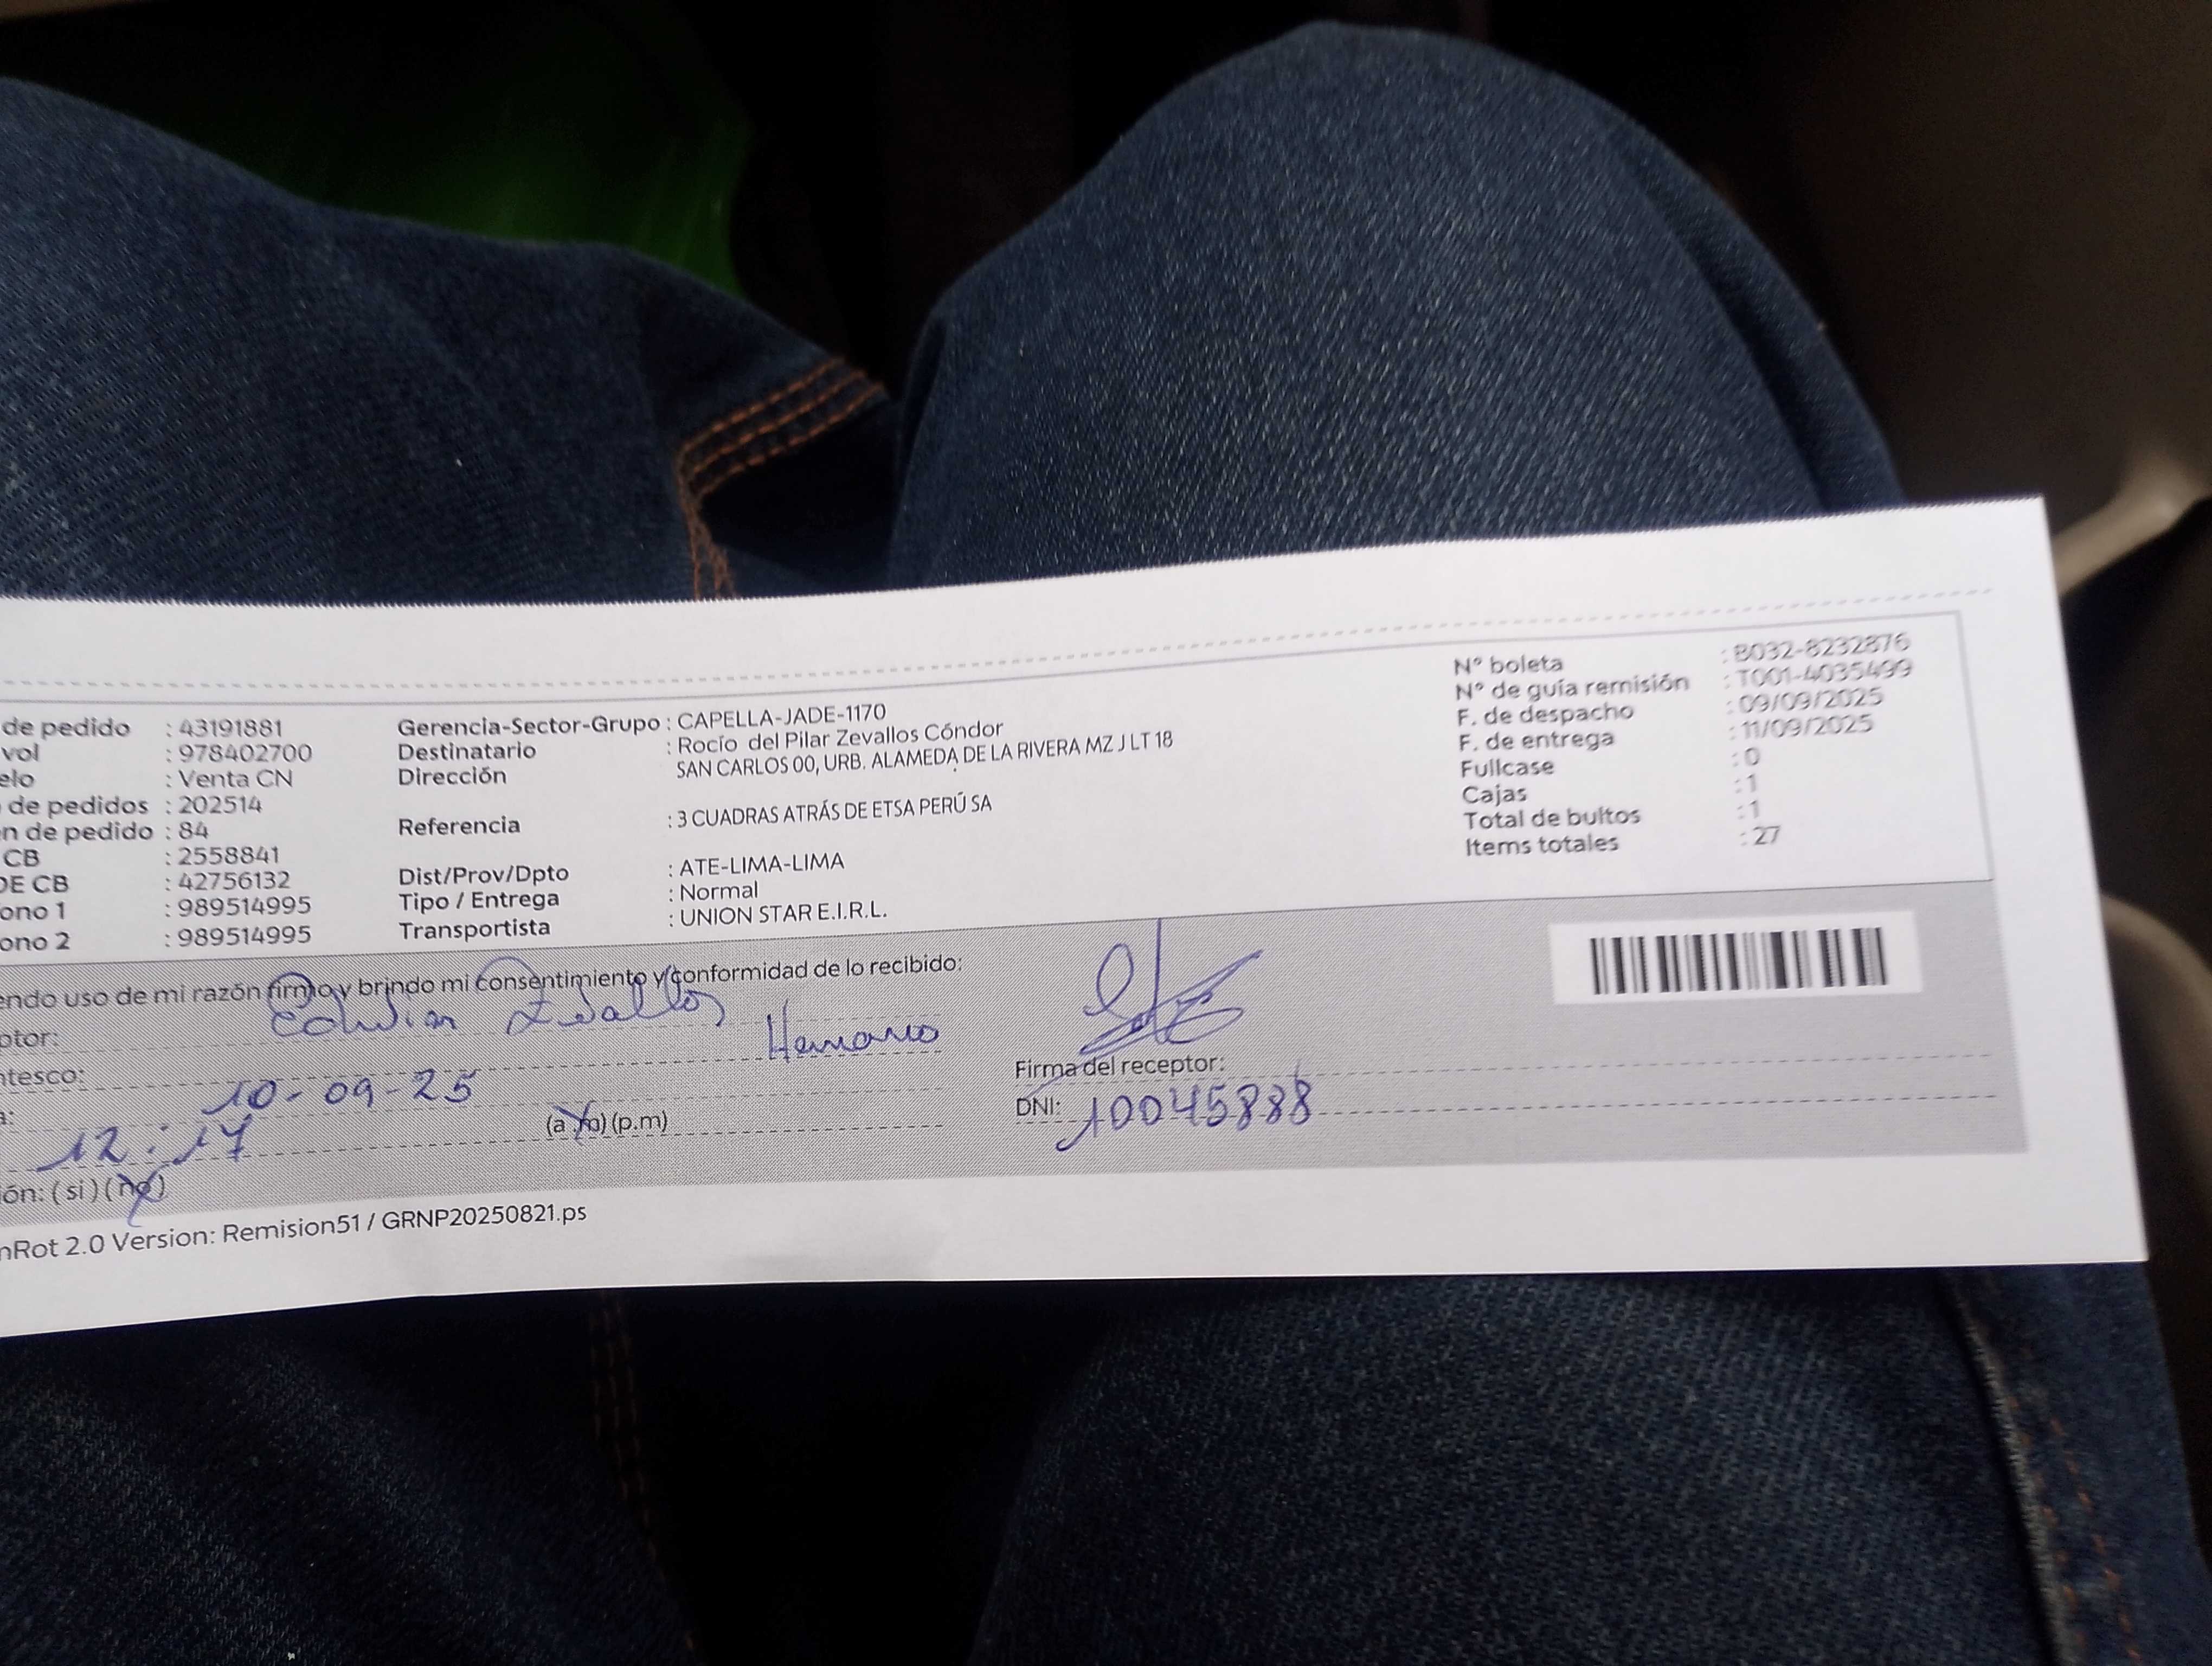 de pedido : 43191881 Gerencia-Sector-Grupo : CAPELLA-JADE-1170 N° boleta : B032-8232876
vol : 978402700 Destinatario : Rocío del Pilar Zevallos Cóndor N° de guía remisión : T001-4035499
elo : Venta CN Dirección SAN CARLOS 00, URB. ALAMEDA DE LA RIVERA MZ J LT 18 F. de despacho : 09/09/2025
de pedidos : 202514 F. de entrega : 11/09/2025
n de pedido : 84 Referencia : 3 CUADRAS ATRÁS DE ETSA PERÚ SA Fullcase : 0
CB : 2558841 Cajas : 1
DE CB : 42756132 Dist/Prov/Dpto : ATE-LIMA-LIMA Total de bultos : 1
ono 1 : 989514995 Tipo / Entrega : Normal Items totales : 27
ono 2 : 989514995 Transportista : UNION STAR E.I.R.L.
endo uso de mi razón firmo y brindo mi consentimiento y conformidad de lo recibido:
ptor: Edwin Zevallos
ntesco: Hermano Firma del receptor:
a: 10-09-25 DNI: 10045888
12:17 (a.m) (p.m)
ón: (si) (no)
nRot 2.0 Version: Remision51 / GRNP20250821.ps